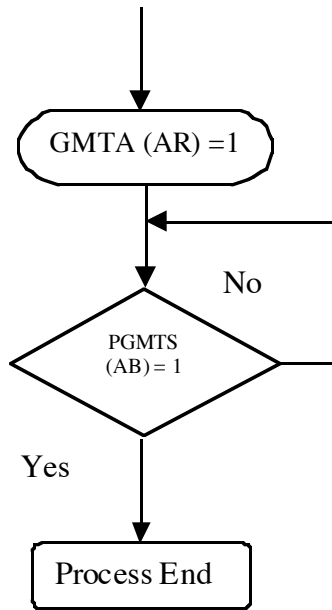 GMTA (AR) =1
No
PGMTS
(AB) = 1
Yes
Process End